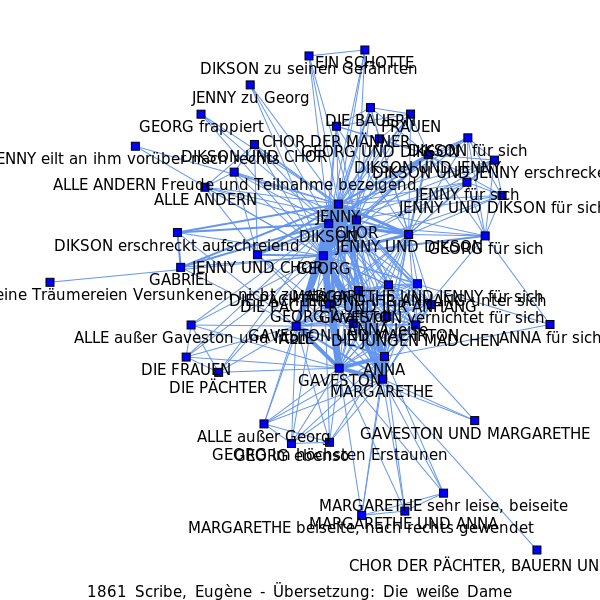 EIN SCHOTTE
DIKSON zu seinen Gefährten
JENNY zu Georg
DIE BAUERN
FRAUEN
GEORG frappiert
CHOR DER MÄNNER
GEORG UND DIKSON
DIKSON für sich
ENNY eilt an ihm vorüber nach rechts
DIKSON UND CHOR
DIKSON UND JENNY
DIKSON UND JENNY erschrecke
ALLE ANDERN Freude und Teilnahme bezeigend
ALLE ANDERN
JENNY für sich
JENNY UND DIKSON für sich
JENNY
DIKSON
CHOR
DIKSON erschreckt aufschreiend
JENNY UND DIKSON
GEORG für sich
JENNY UND CHOR
GEORG
GABRIEL
eine Träumereien Versunkenen nicht zu
UND JENNY für sich
unter sich
DIE PÄCHTER UND IHR ANHANG
GEORG
GAVESTON vernichtet für sich
ANNA leise
ALLE außer Gaveston und
ALLE
GAVESTON UND
DIE JUNGEN MÄDCHEN
ANNA für sich
DIE FRAUEN
ANNA
DIE PÄCHTER
GAVESTON
MARGARETHE
ALLE außer Georg
GAVESTON UND MARGARETHE
GEORG im höchsten Erstaunen
GEORG ebenso
MARGARETHE sehr leise, beiseite
MARGARETHE UND ANNA
MARGARETHE beiseite, nach rechts gewendet
CHOR DER PÄCHTER, BAUERN UN
1861 Scribe, Eugène - Übersetzung: Die weiße Dame